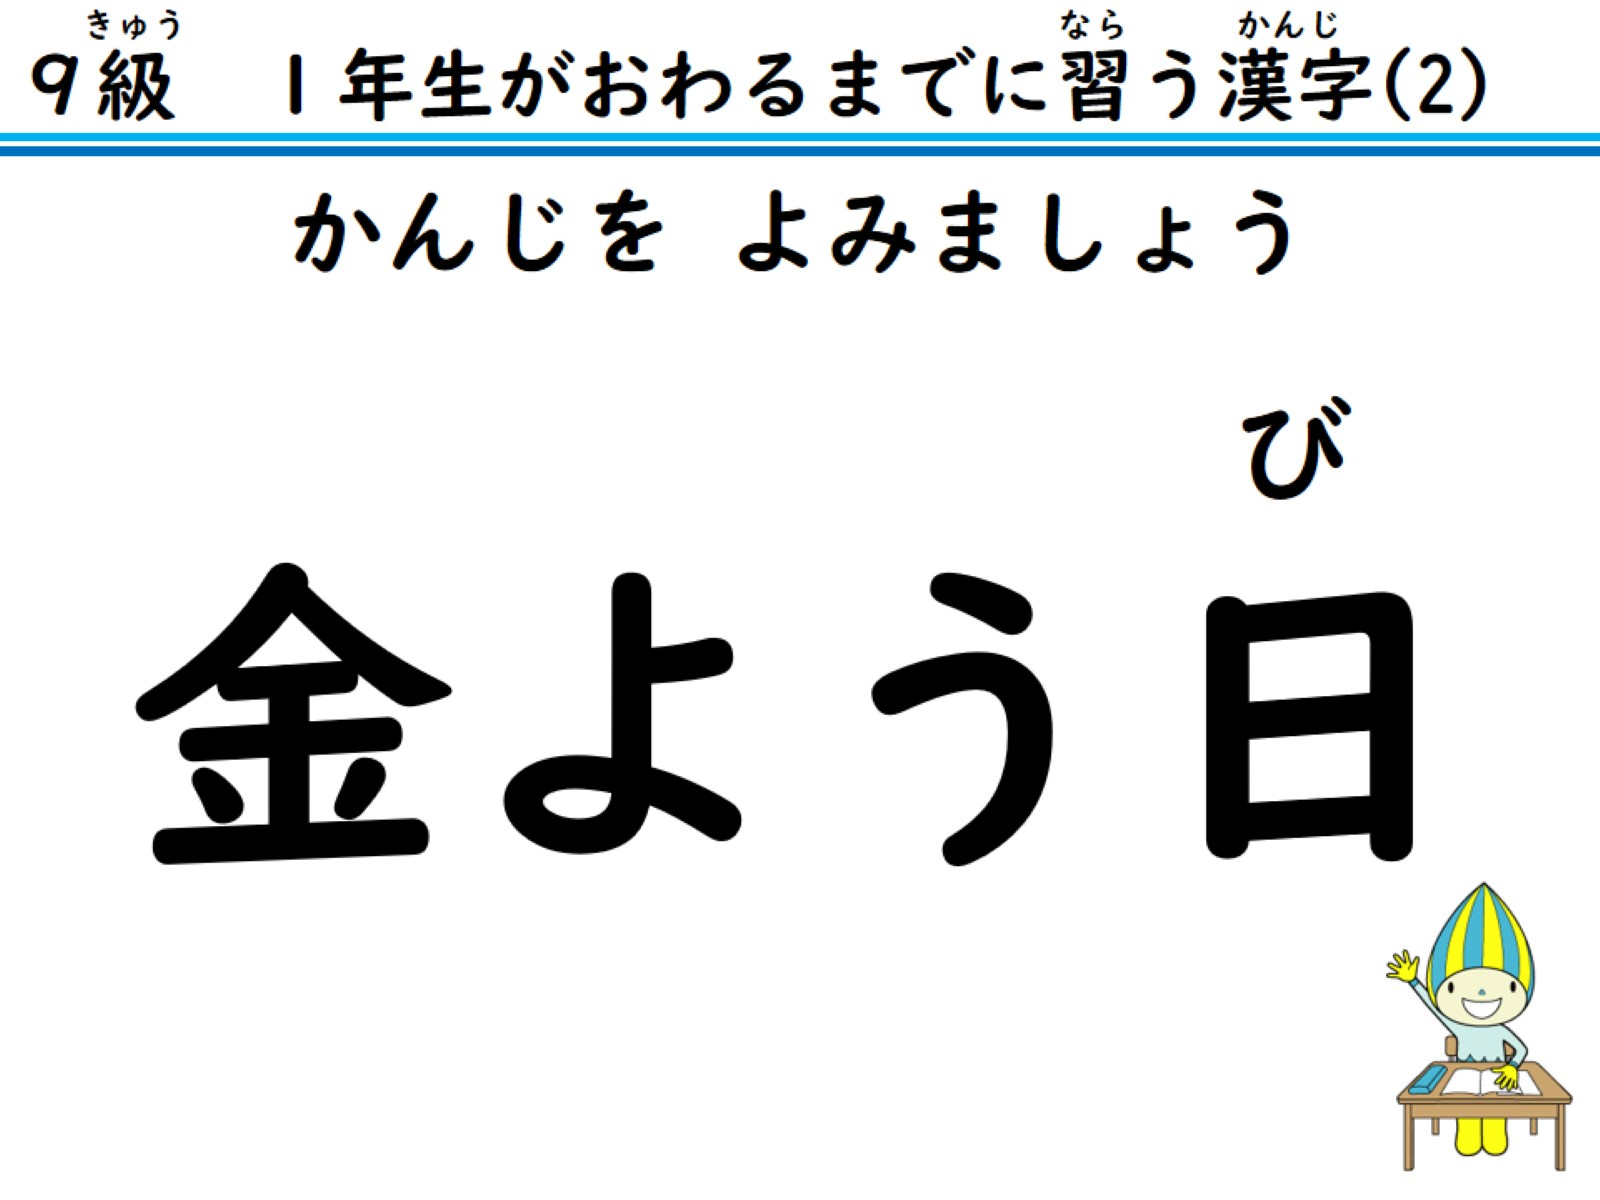 きゅう なら かんじ
9級 1年生がおわるまでに習う漢字(2)
かんじを よみましょう
び
金よう日